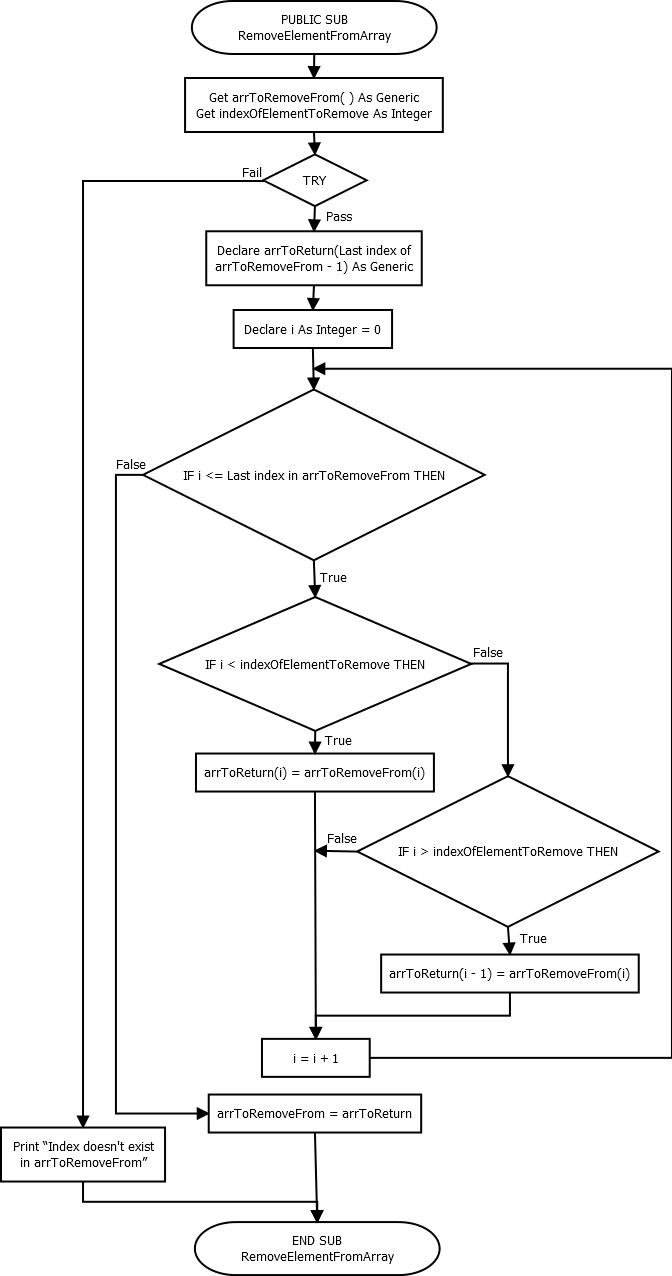 PUBLIC SUB
RemoveElementFromArray
Get arrToRemoveFrom( ) As Generic
Get indexOfElementToRemove As Integer
Fail
TRY
Pass
Declare arrToReturn(Last index of
arrToRemoveFrom - 1) As Generic
Declare i As Integer = 0
False
IF i <= Last index in arrToRemoveFrom THEN
True
IF i < indexOfElementToRemove THEN
False
True
arrToReturn(i) = arrToRemoveFrom(i)
False
IF i > indexOfElementToRemove THEN
True
arrToReturn(i - 1) = arrToRemoveFrom(i)
i = i + 1
arrToRemoveFrom = arrToReturn
Print “Index doesn't exist
in arrToRemoveFrom”
END SUB
RemoveElementFromArray